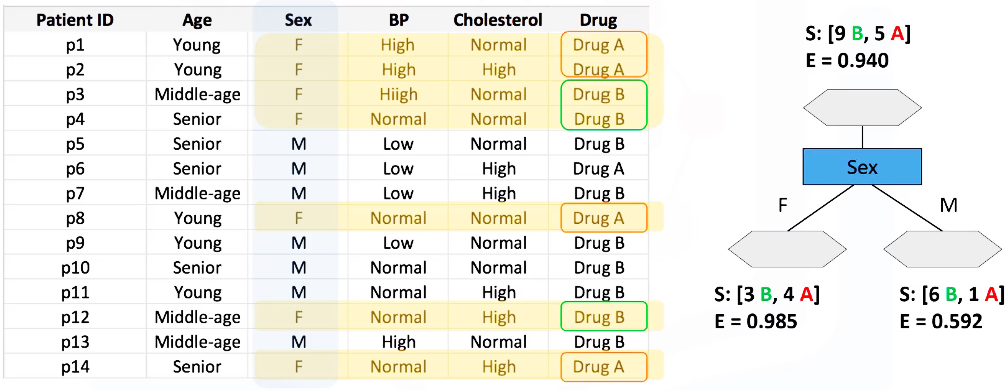 Patient ID Age Sex BP Cholesterol Drug
p1 Young F High Normal Drug A
p2 Young F High High Drug A
p3 Middle-age F Hiigh Normal Drug B
p4 Senior F Normal Normal Drug B
p5 Senior M Low Normal Drug B
p6 Senior M Low High Drug A
p7 Middle-age M Low High Drug B
p8 Young F Normal Normal Drug A
p9 Young M Low Normal Drug B
p10 Senior M Normal Normal Drug B
p11 Young M Normal High Drug B
p12 Middle-age F Normal High Drug B
p13 Middle-age M High Normal Drug B
p14 Senior F Normal High Drug A
S: [9 B, 5 A]
E = 0.940
Sex
F M
S: [3 B, 4 A] S: [6 B, 1 A]
E = 0.985 E = 0.592